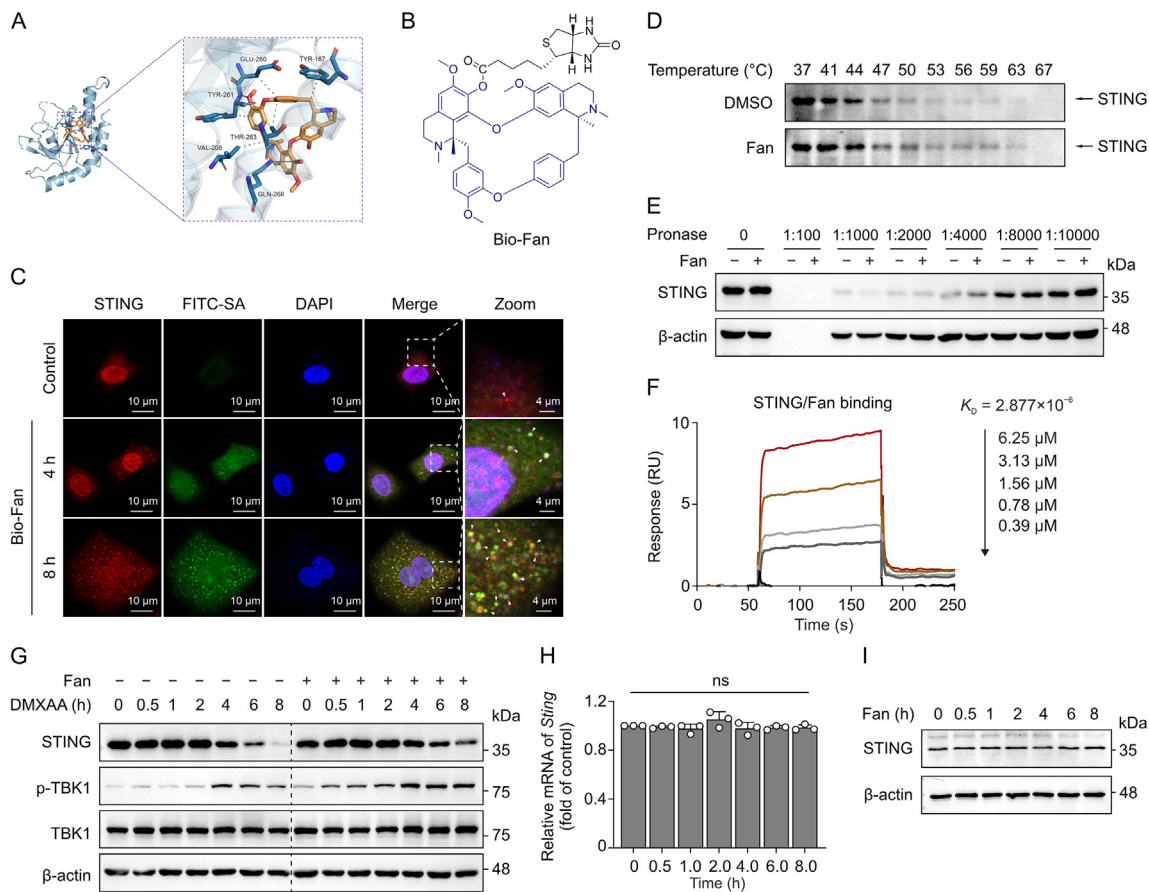 A
GLU-260
TYR-167
TYR-261
THR-263
VAL-208
GLN-266
B
O
S
H
H
HN
NH
O
O
O
O
O
O
N
N
O
O
Bio-Fan
C
STING FITC-SA DAPI Merge Zoom
Control
10 μm 10 μm 10 μm 10 μm 4 μm
Bio-Fan
4 h
10 μm 10 μm 10 μm 10 μm 4 μm
8 h
10 μm 10 μm 10 μm 10 μm 4 μm
D
Temperature (°C) 37 41 44 47 50 53 56 59 63 67
DMSO ← STING
Fan ← STING
E
Pronase 0 1:100 1:1000 1:2000 1:4000 1:8000 1:10000
Fan − + − + − + − + − + − + − + kDa
STING 35
β-actin 48
F
STING/Fan binding
K_D = 2.877×10⁻⁶
6.25 μM
3.13 μM
1.56 μM
0.78 μM
0.39 μM
Response (RU)
10
5
0
0 50 100 150 200 250
Time (s)
G
Fan 0 0 0 0 0 0 0 + + + + + + +
DMXAA (h) 0 0.5 1 2 4 6 8 0 0.5 1 2 4 6 8 kDa
STING 35
p-TBK1 75
TBK1 75
β-actin 48
H
ns
Relative mRNA of Sting
(fold of control)
1.2
0.8
0.4
0
0 0.5 1.0 2.0 4.0 6.0 8.0
Time (h)
I
Fan (h) 0 0.5 1 2 4 6 8 kDa
STING 35
β-actin 48